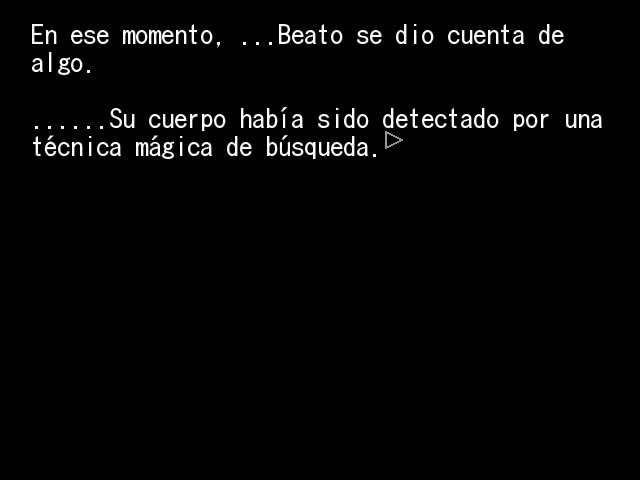 En ese momento, ...Beato se dio cuenta de
algo.
......Su cuerpo había sido detectado por una
técnica mágica de búsqueda.